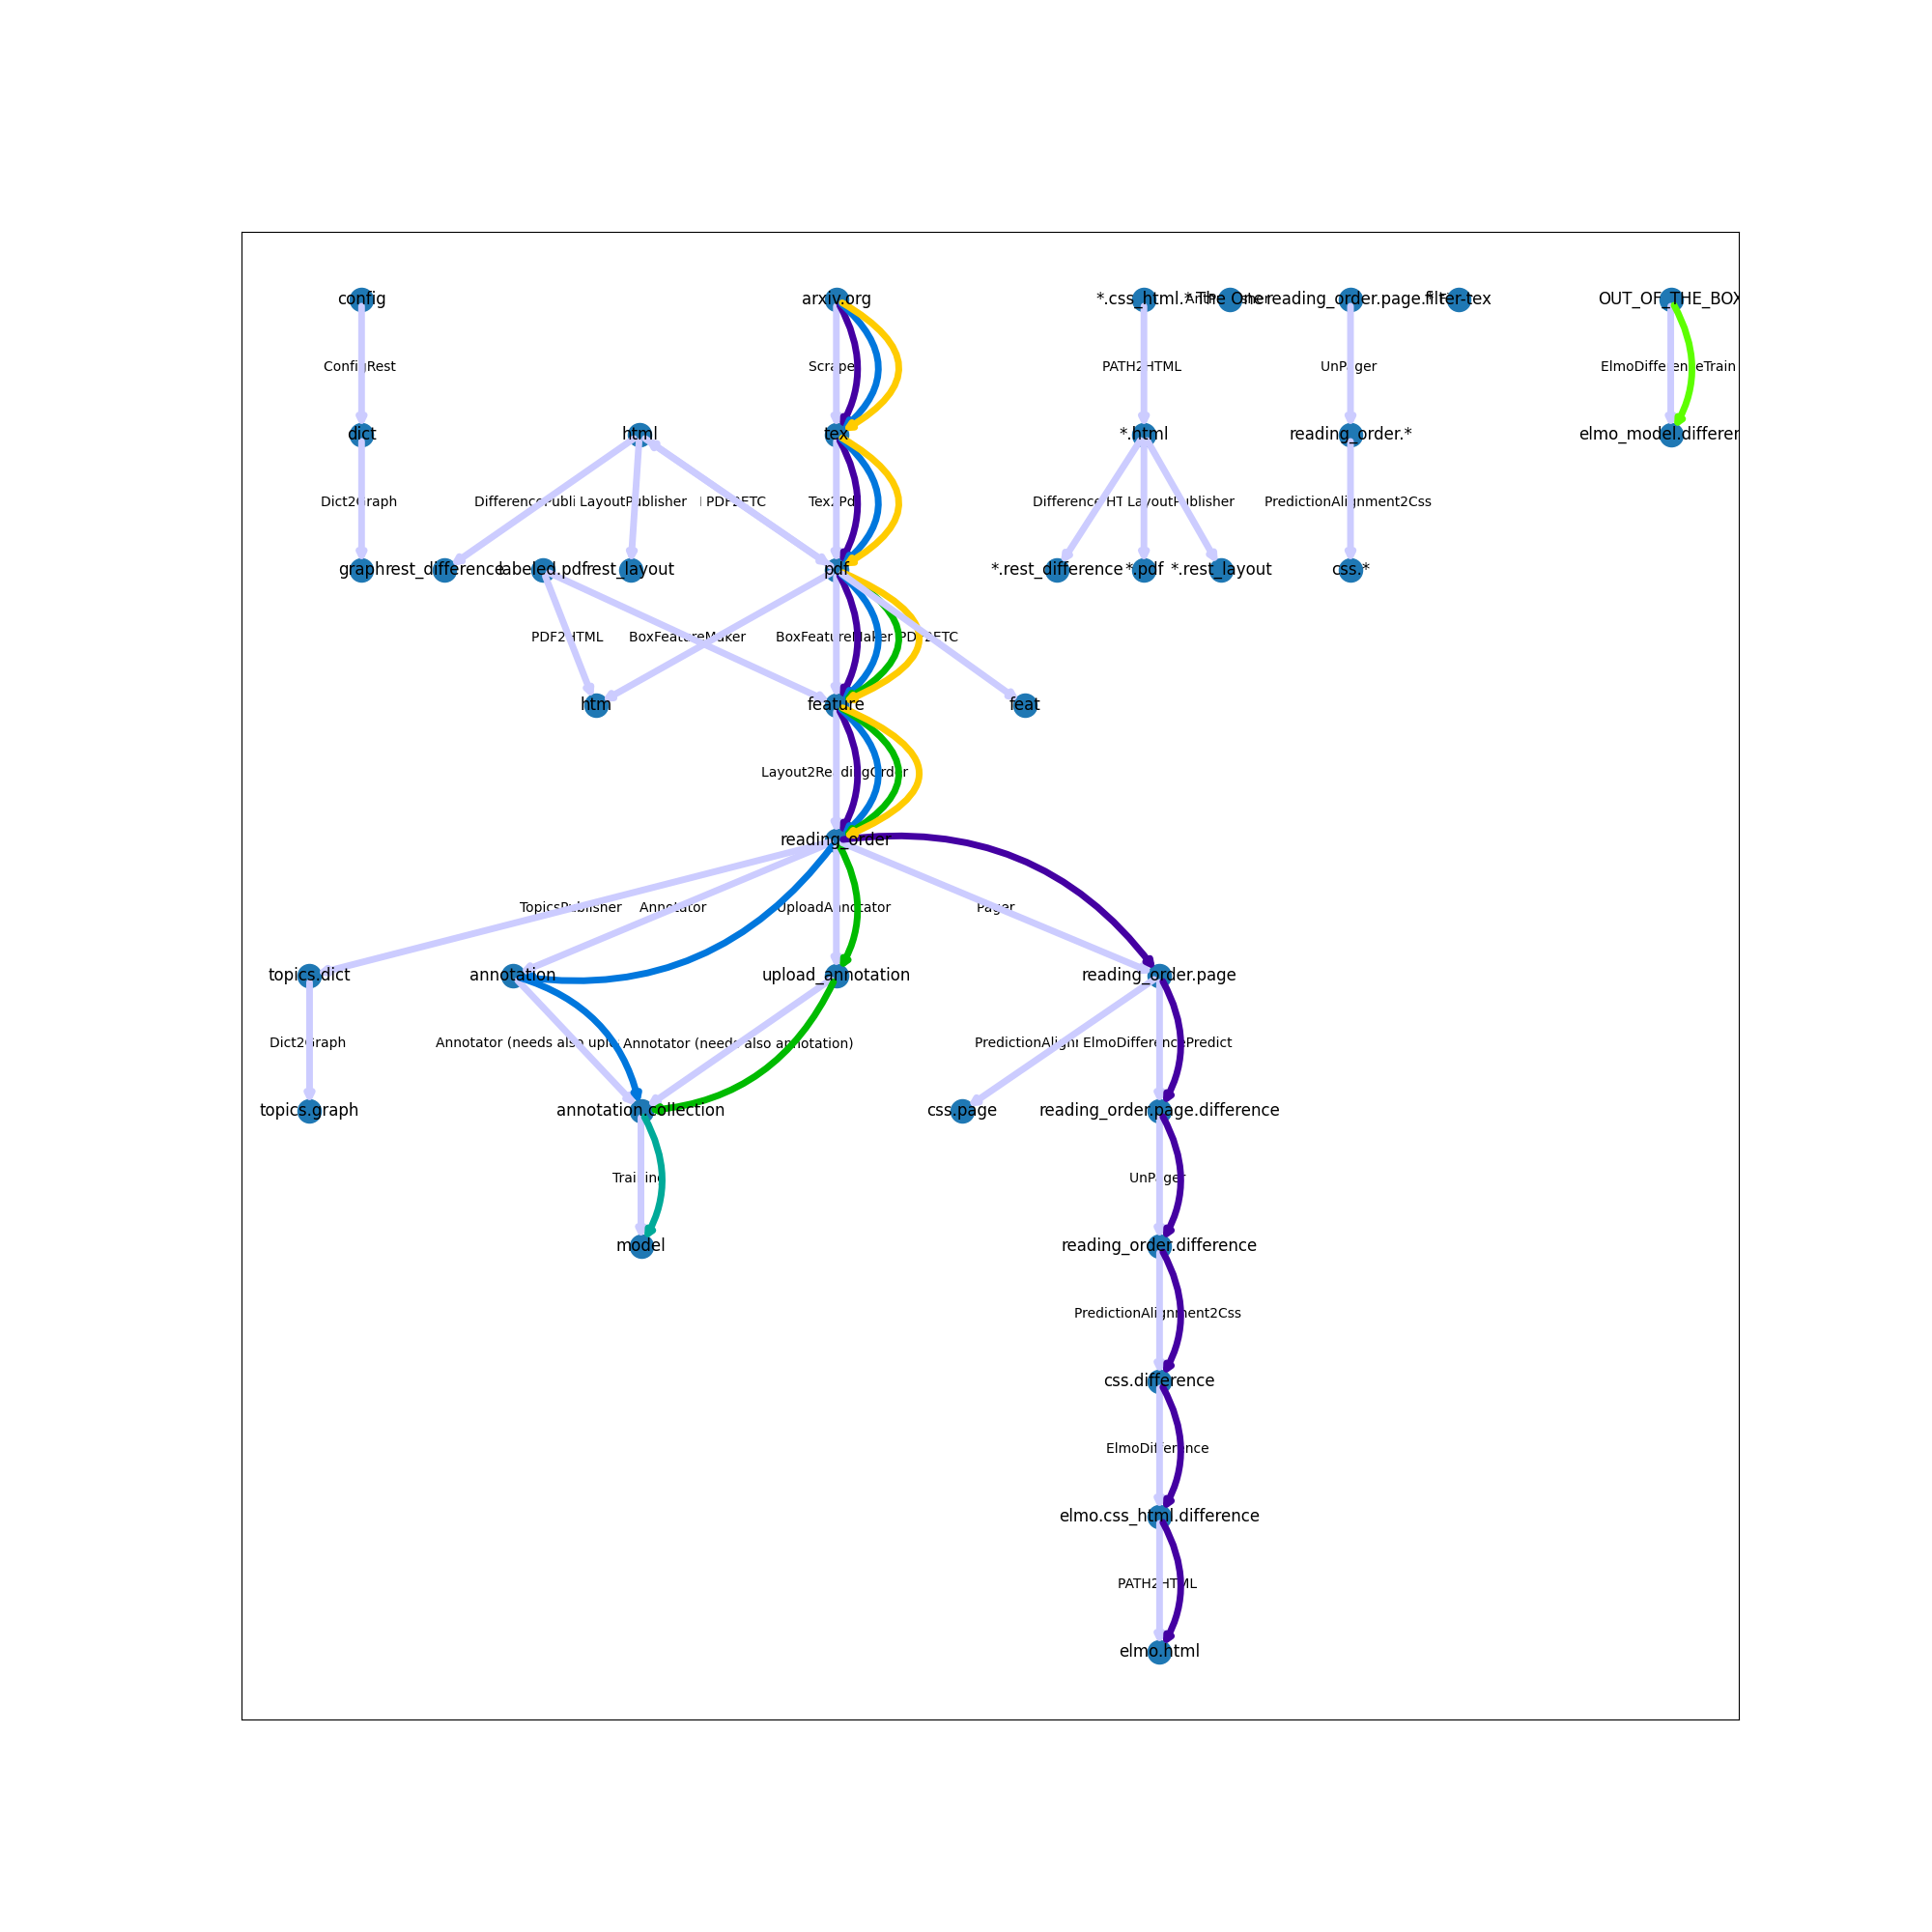 config
arxiv.org
*.css_html.*
The One
reading_order.page.*
filter-tex
OUT_OF_THE_BOX
ConfigRest
Scrape
PATH2HTML
UnPager
ElmoDifferenceTrain
dict
html
tex
*.html
reading_order.*
elmo_model.differen
Dict2Graph
DifferencePubli
LayoutPublisher
PDF2ETC
Tex2Pdf
Difference
HT
LayoutPublisher
PredictionAlignment2Css
graph
rest_difference
labeled.pdf
rest_layout
pdf
*.rest_difference
*.pdf
*.rest_layout
css.*
PDF2HTML
BoxFeatureMaker
BoxFeatureMaker
PDF2ETC
htm
feature
feat
Layout2ReadingOrder
reading_order
TopicsPublisher
Annotator
UploadAnnotator
Pager
topics.dict
annotation
upload_annotation
reading_order.page
Dict2Graph
Annotator (needs also uplo
Annotator (needs also annotation)
PredictionAlign
ElmoDifferencePredict
topics.graph
annotation.collection
css.page
reading_order.page.difference
Training
UnPager
model
reading_order.difference
PredictionAlignment2Css
css.difference
ElmoDifference
elmo.css_html.difference
PATH2HTML
elmo.html